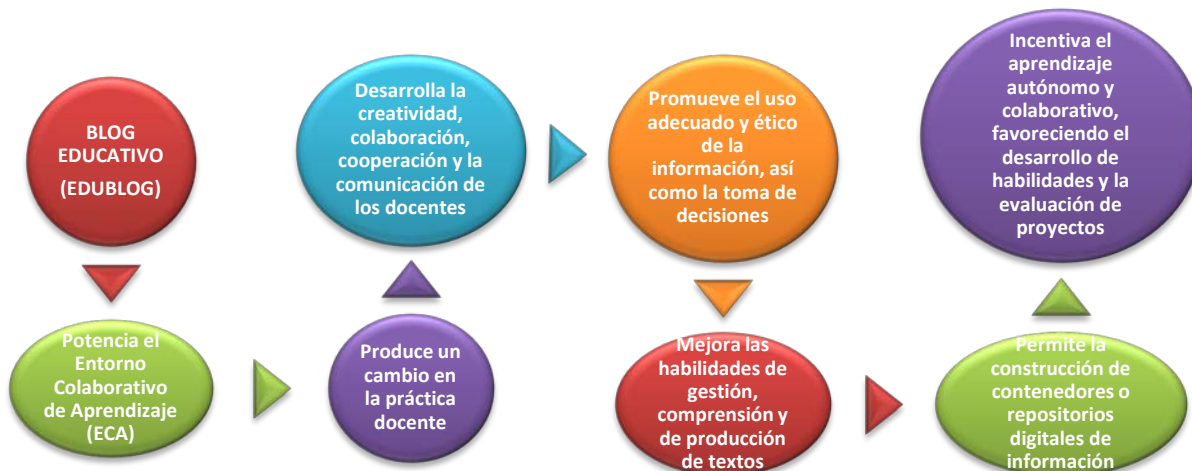 BLOG
EDUCATIVO
(EDUBLOG)
Potencia el
Entorno
Colaborativo
de Aprendizaje
(ECA)
Produce un
cambio en
la práctica
docente
Desarrolla la
creatividad,
colaboración,
cooperación y la
comunicación de
los docentes
Promueve el uso
adecuado y ético
de la
información, así
como la toma de
decisiones
Mejora las
habilidades de
gestión,
comprensión y
de producción
de textos
Permite la
construcción de
contenedores o
repositorios
digitales de
información
Incentiva el
aprendizaje
autónomo y
colaborativo,
favoreciendo el
desarrollo de
habilidades y la
evaluación de
proyectos